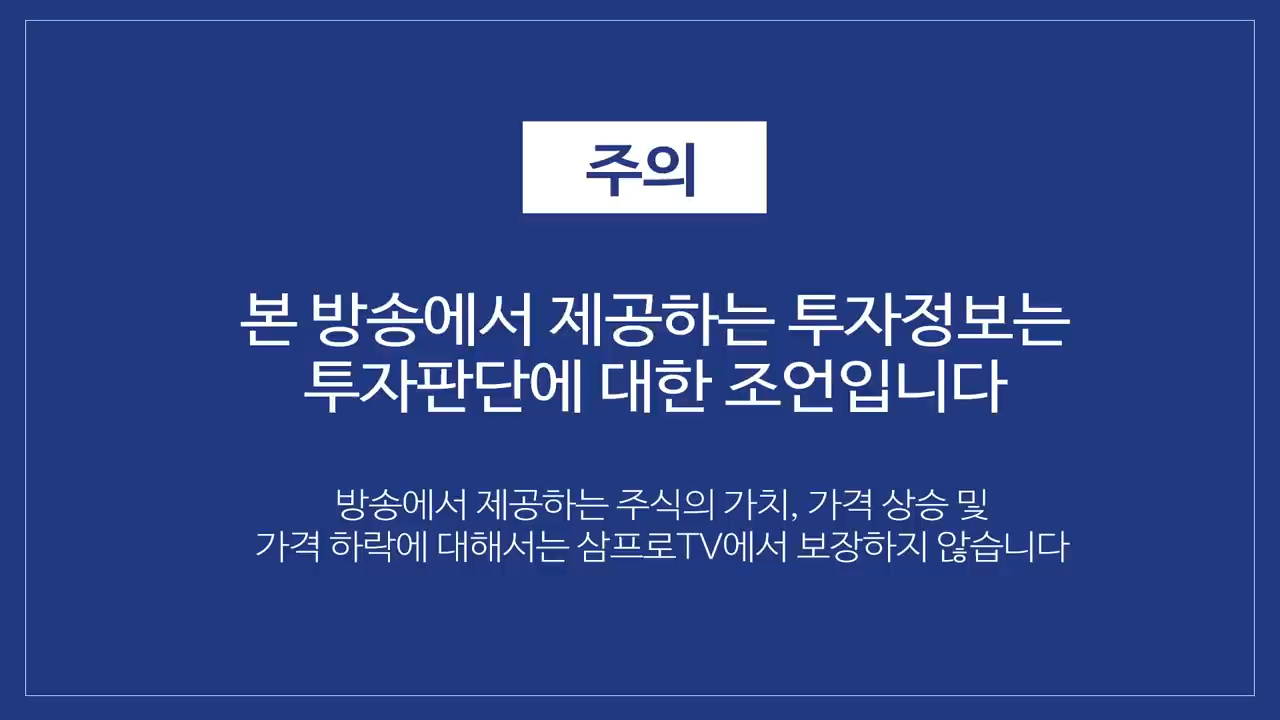 주의
본 방송에서 제공하는 투자정보는
투자판단에 대한 조언입니다
방송에서 제공하는 주식의 가치, 가격 상승 및
가격 하락에 대해서는 삼프로TV에서 보장하지 않습니다